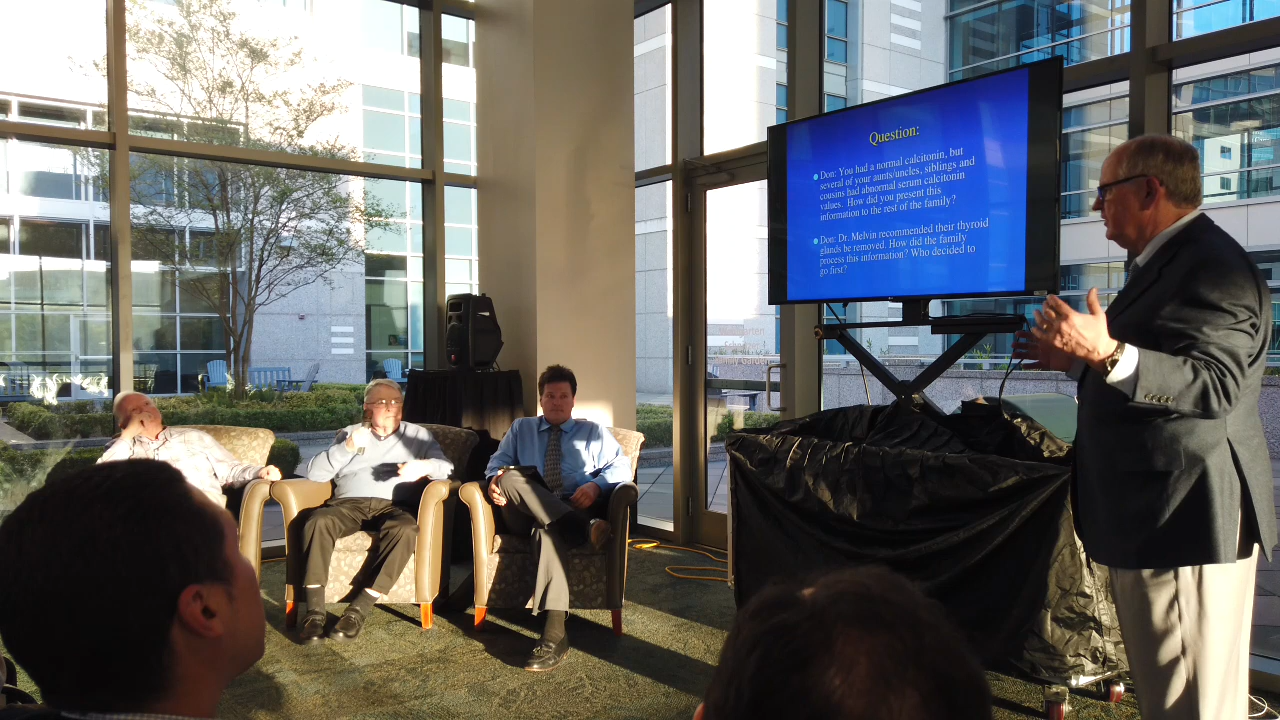 Question:
Don: You had a normal calcitonin, but
several of your aunts/uncles, siblings and
cousins had abnormal serum calcitonin
values. How did you present this
information to the rest of the family?
Don: Dr. Melvin recommended their thyroid
glands be removed. How did the family
process this information? Who decided to
go first?